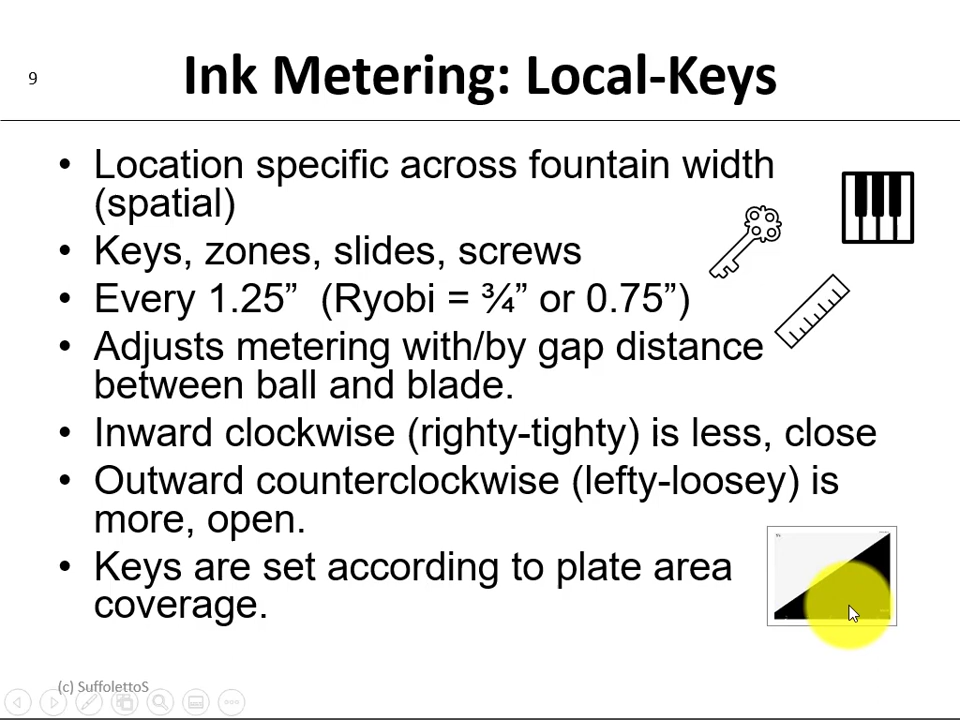 9
Ink Metering: Local-Keys
• Location specific across fountain width
(spatial)
• Keys, zones, slides, screws
• Every 1.25” (Ryobi = ¾” or 0.75”)
• Adjusts metering with/by gap distance
between ball and blade.
• Inward clockwise (righty-tighty) is less, close
• Outward counterclockwise (lefty-loosey) is
more, open.
• Keys are set according to plate area
coverage.
(c) SuffolettoS